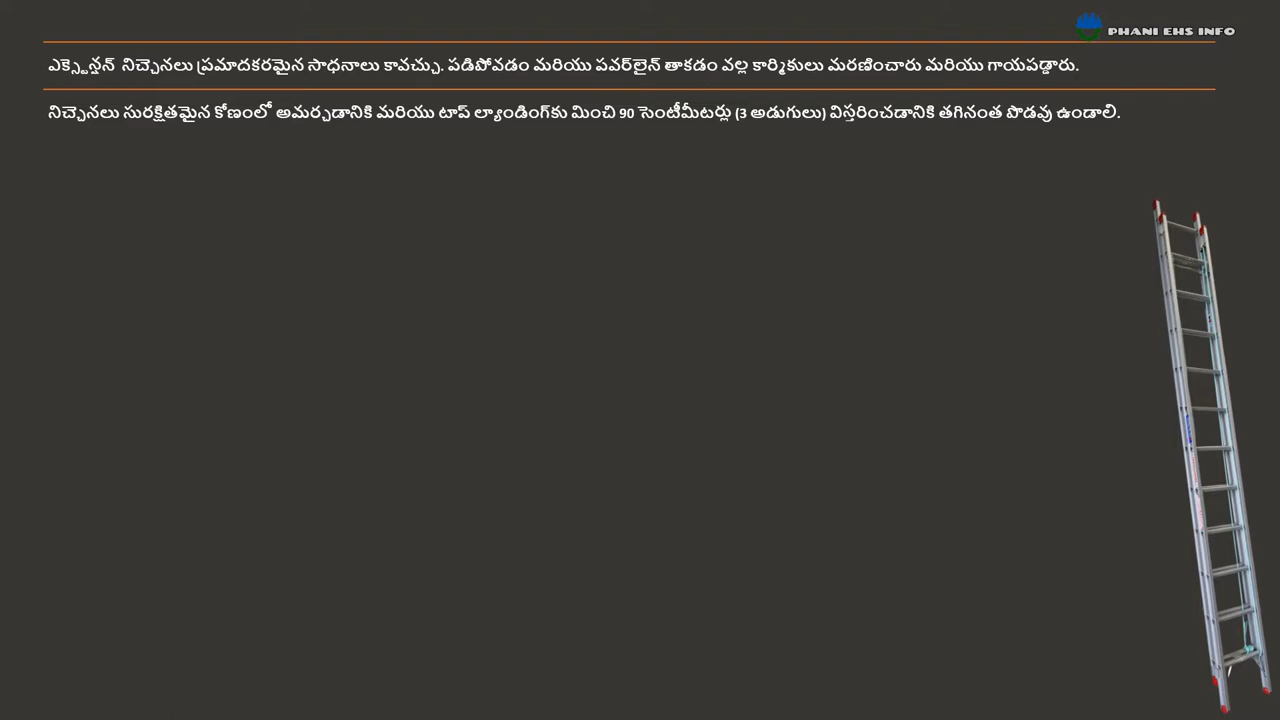 PHANI EHS INFO
ఎక్స్టెన్షన్ నిచ్చెనలు ప్రమాదకరమైన సాధనాలు కావచ్చు. పడిపోవడం మరియు పవర్‌లైన్ తాకడం వల్ల కార్మికులు మరణించారు మరియు గాయపడ్డారు.
నిచ్చెనలు సురక్షితమైన కోణంలో అమర్చడానికి మరియు టాప్ ల్యాండింగ్‌కు మించి 90 సెంటీమీటర్లు (3 అడుగులు) విస్తరించడానికి తగినంత పొడవు ఉండాలి.